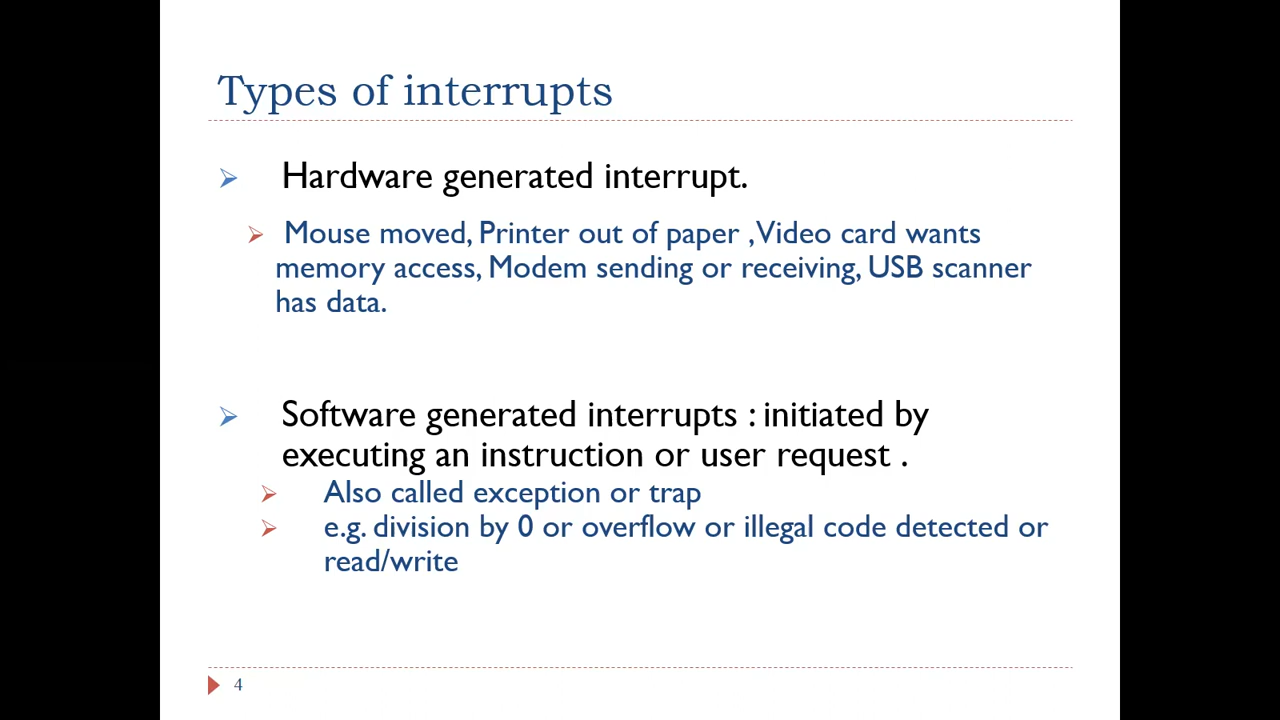 Types of interrupts
Hardware generated interrupt.
Mouse moved, Printer out of paper ,Video card wants
memory access, Modem sending or receiving, USB scanner
has data.
Software generated interrupts : initiated by
executing an instruction or user request .
Also called exception or trap
e.g. division by 0 or overflow or illegal code detected or
read/write
4